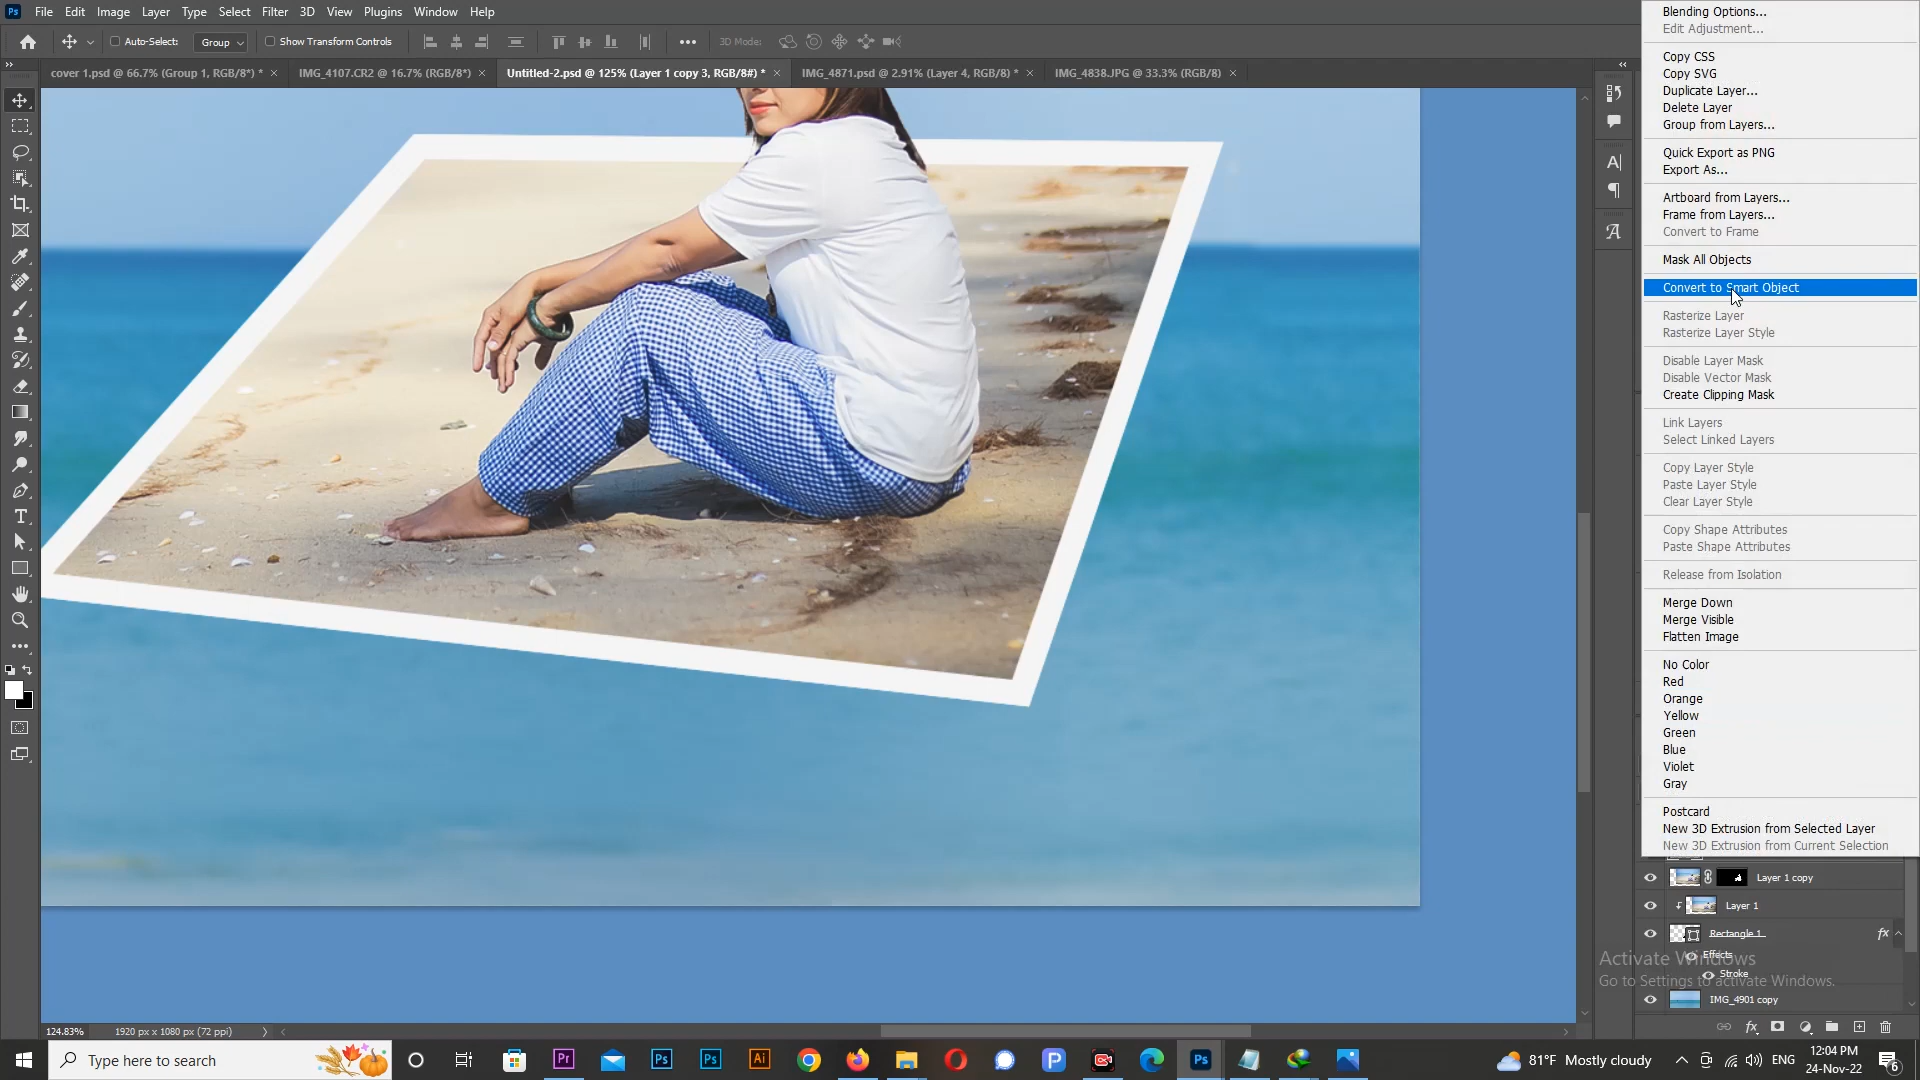 Ps File Edit Image Layer Type Select Filter 3D View Plugins Window Help
Auto-Select: Group Show Transform Controls 3D Mode:
cover 1.psd @ 66.7% (Group 1, RGB/8*) * IMG_4107.CR2 @ 16.7% (RGB/8*) Untitled-2.psd @ 125% (Layer 1 copy 3, RGB/8#) * IMG_4871.psd @ 2.91% (Layer 4, RGB/8) * IMG_4838.JPG @ 33.3% (RGB/8)
Blending Options...
Edit Adjustment...
Copy CSS
Copy SVG
Duplicate Layer...
Delete Layer
Group from Layers...
Quick Export as PNG
Export As...
Artboard from Layers...
Frame from Layers...
Convert to Frame
Mask All Objects
Convert to Smart Object
Rasterize Layer
Rasterize Layer Style
Disable Layer Mask
Disable Vector Mask
Create Clipping Mask
Link Layers
Select Linked Layers
Copy Layer Style
Paste Layer Style
Clear Layer Style
Copy Shape Attributes
Paste Shape Attributes
Release from Isolation
Merge Down
Merge Visible
Flatten Image
No Color
Red
Orange
Yellow
Green
Blue
Violet
Gray
Postcard
New 3D Extrusion from Selected Layer
New 3D Extrusion from Current Selection
Layer 1 copy
Layer 1
Rectangle 1 fx
Effects
Stroke
IMG_4901 copy
Activate Windows
Go to Settings to activate Windows.
124.83% 1920 px x 1080 px (72 ppi)
Type here to search
Pr Ps Ps Ai P Ps
81°F Mostly cloudy ENG 12:04 PM
24-Nov-22 6